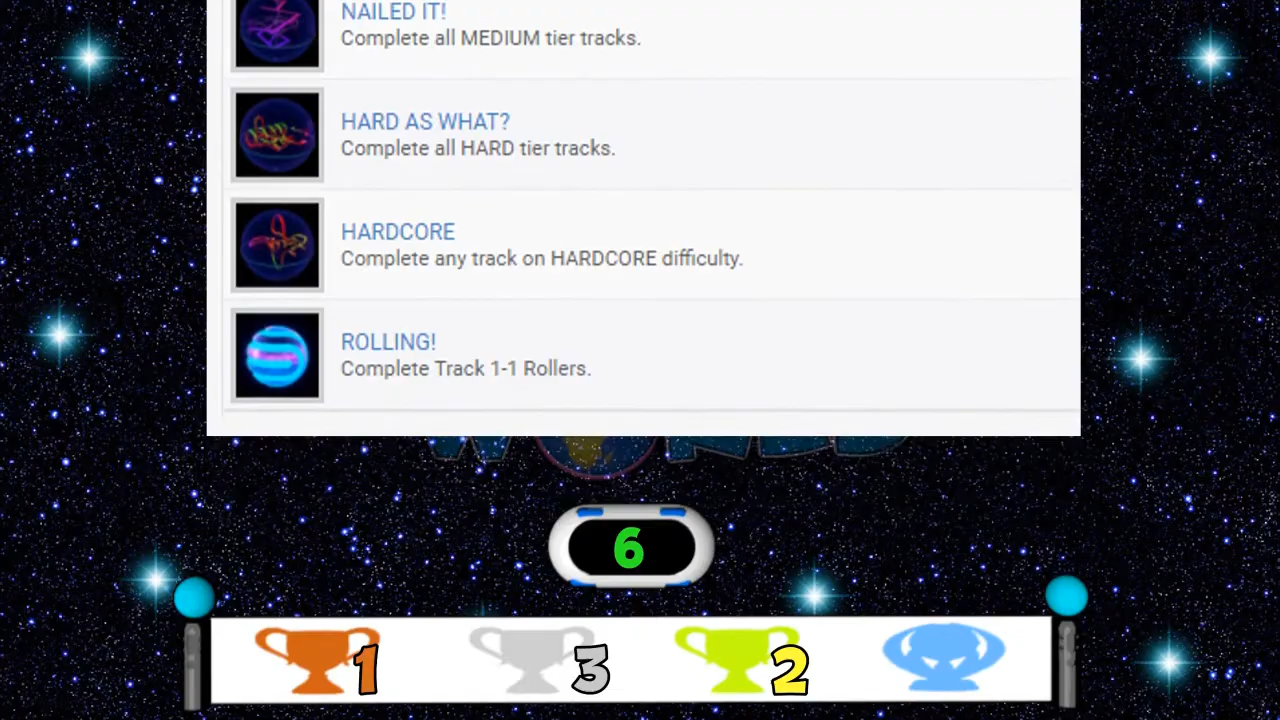 NAILED IT!
Complete all MEDIUM tier tracks.
HARD AS WHAT?
Complete all HARD tier tracks.
HARDCORE
Complete any track on HARDCORE difficulty.
ROLLING!
Complete Track 1-1 Rollers.
6
1 3 2